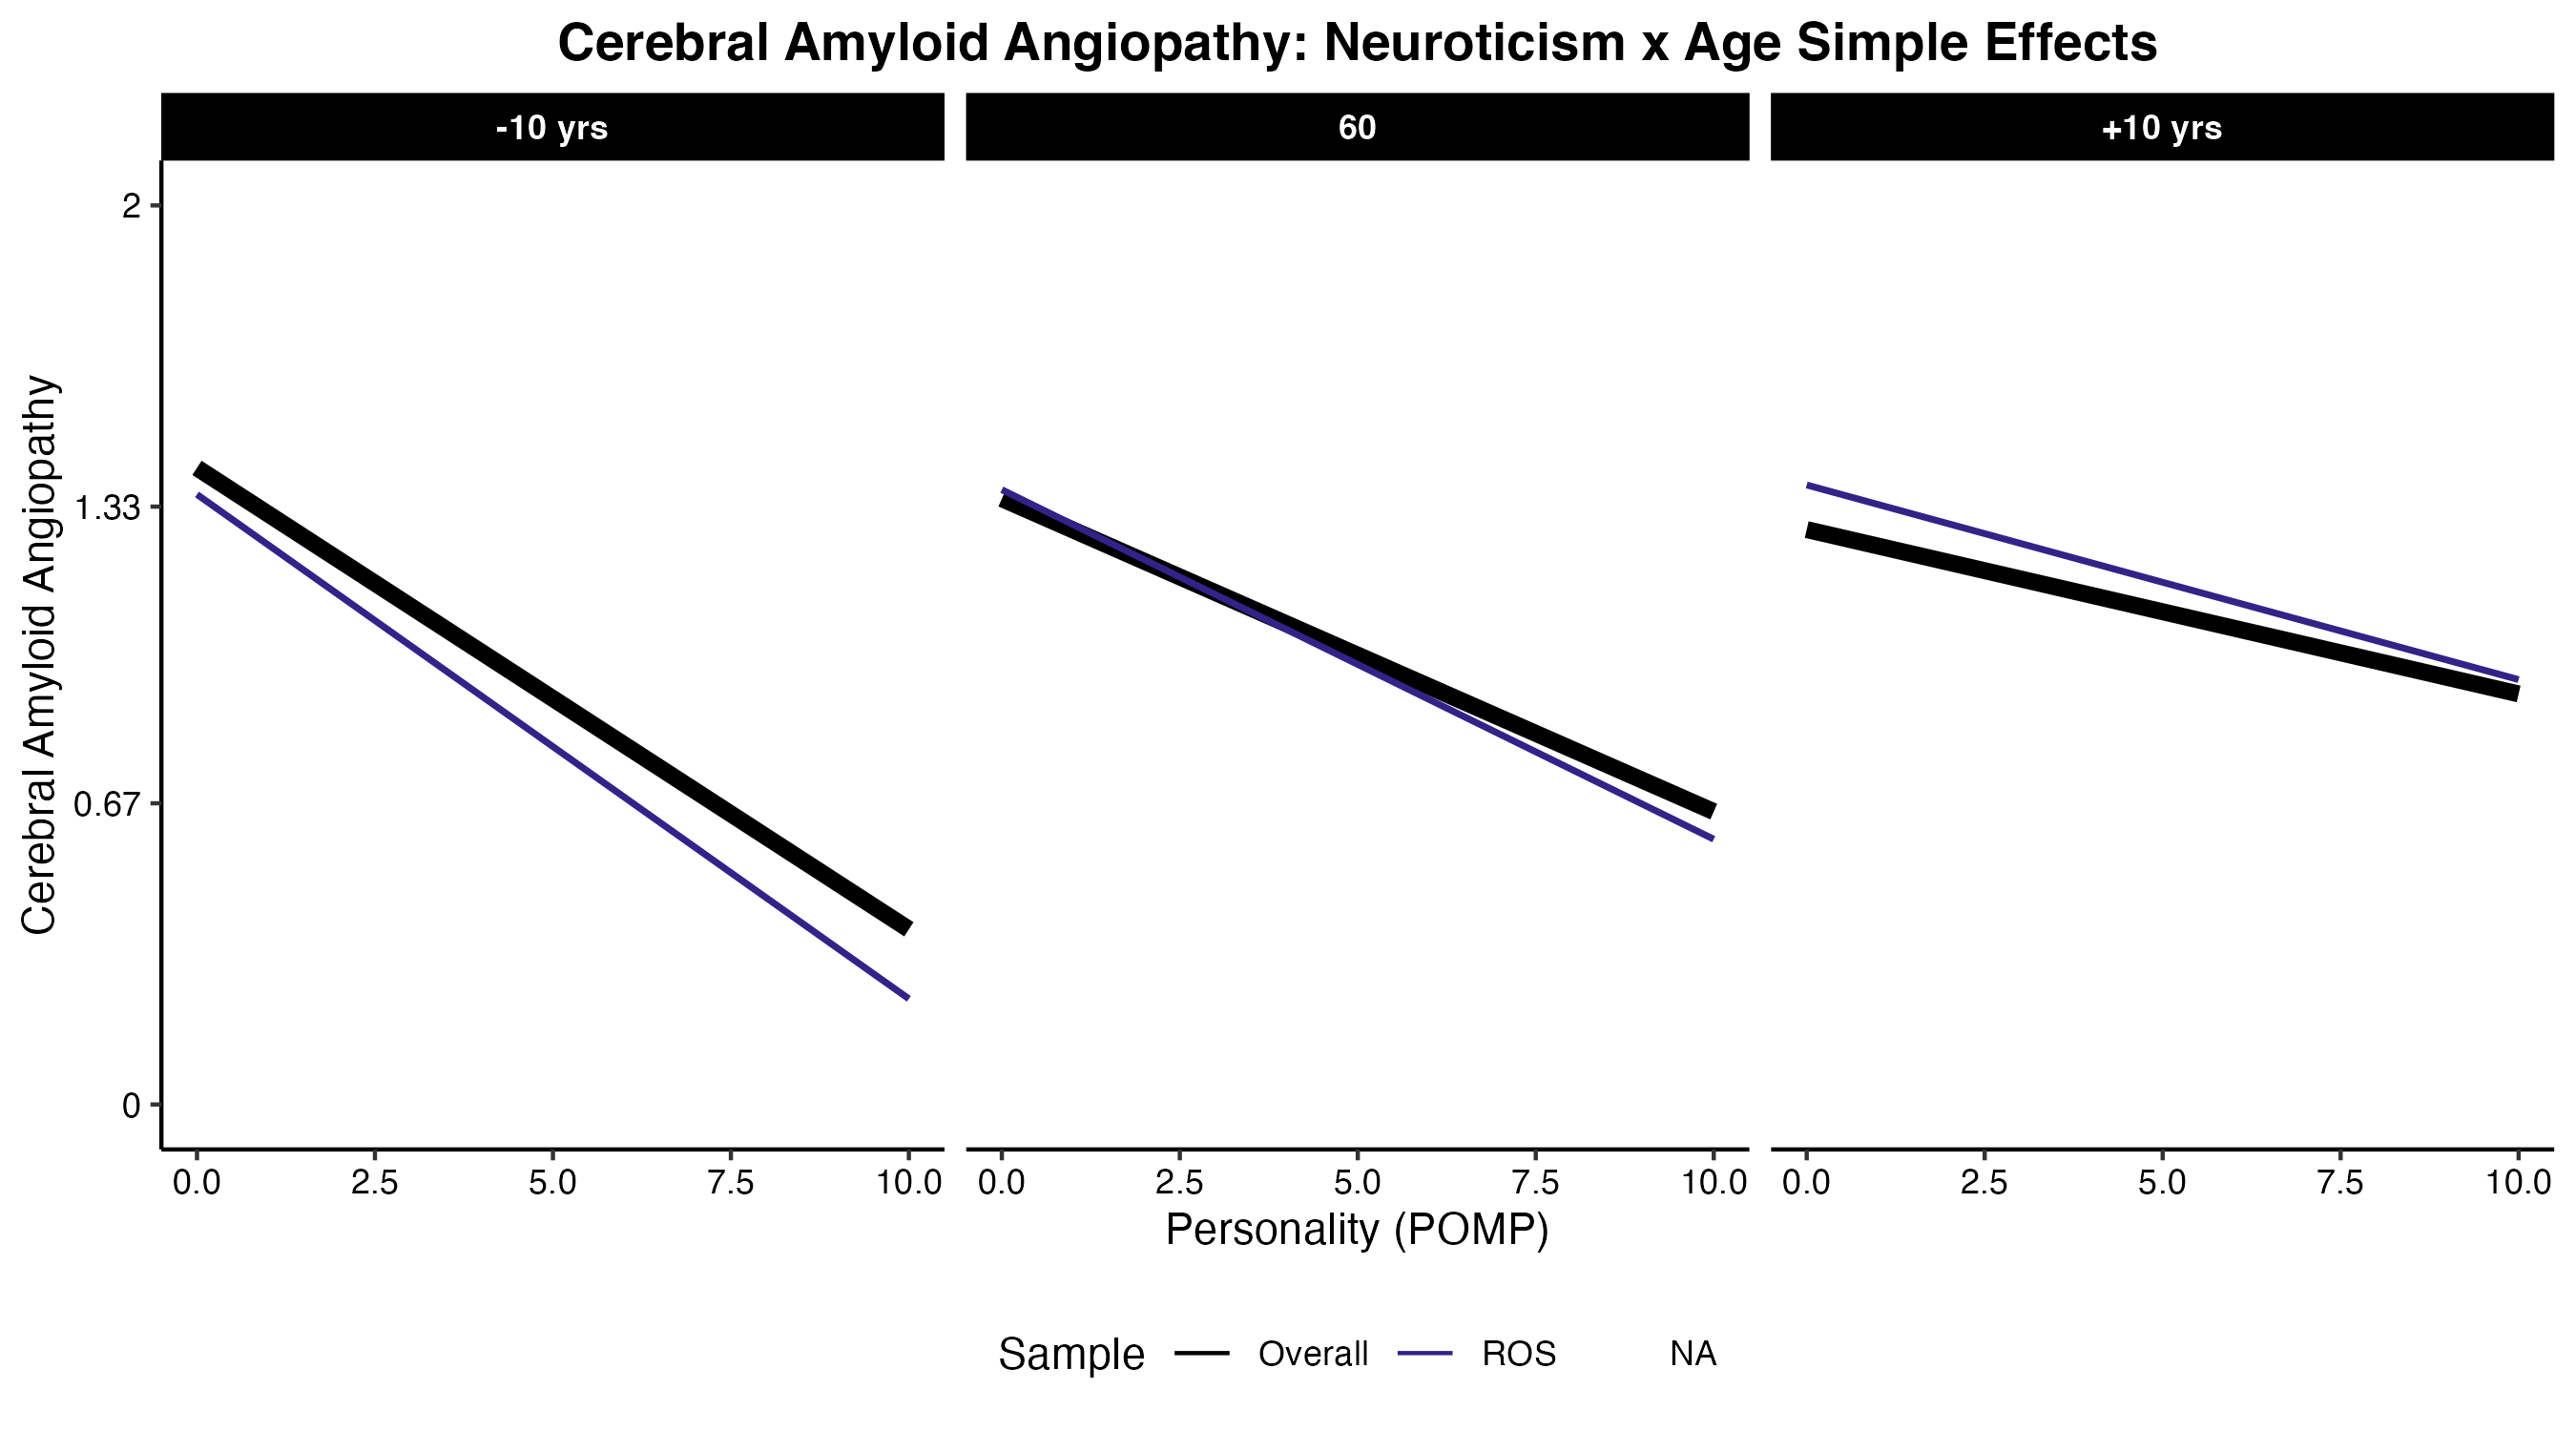 Cerebral Amyloid Angiopathy: Neuroticism x Age Simple Effects
-10 yrs 60 +10 yrs
Cerebral Amyloid Angiopathy
2
1.33
0.67
0
0.0 2.5 5.0 7.5 10.0 0.0 2.5 5.0 7.5 10.0 0.0 2.5 5.0 7.5 10.0
Personality (POMP)
Sample Overall ROS NA